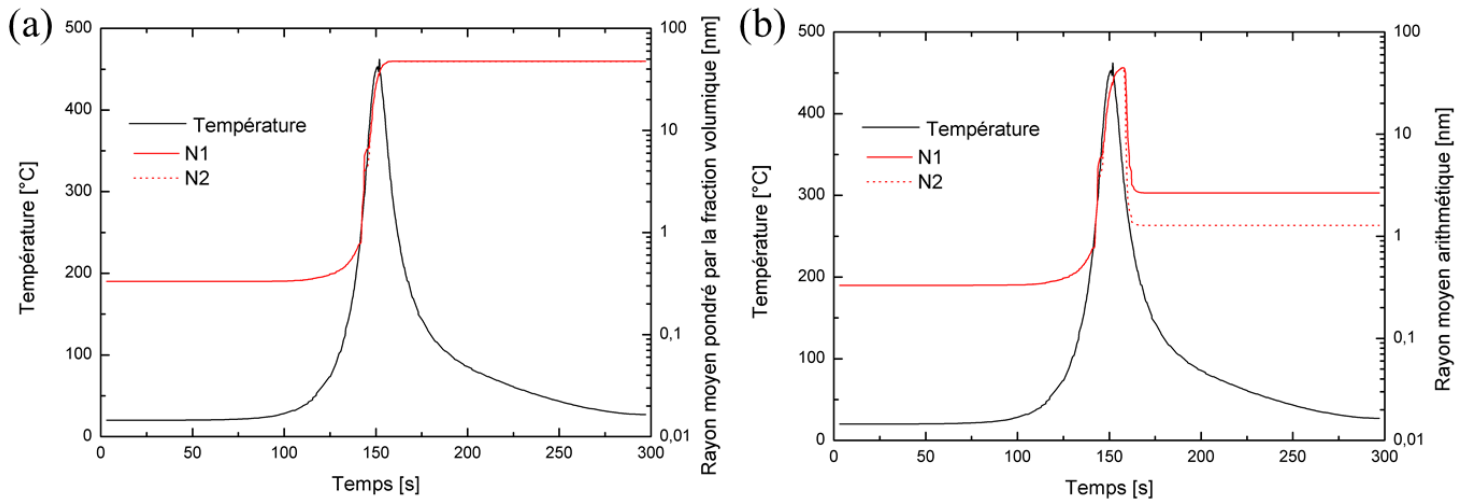 (a)
500
400
300
200
100
0
Température [°C]
Température
N1
N2
100
10
1
0,1
0,01
Rayon moyen pondré par la fraction volumique [nm]
0 50 100 150 200 250 300
Temps [s]
(b)
500
400
300
200
100
0
Température [°C]
Température
N1
N2
100
10
1
0,1
0,01
Rayon moyen arithmétique [nm]
0 50 100 150 200 250 300
Temps [s]